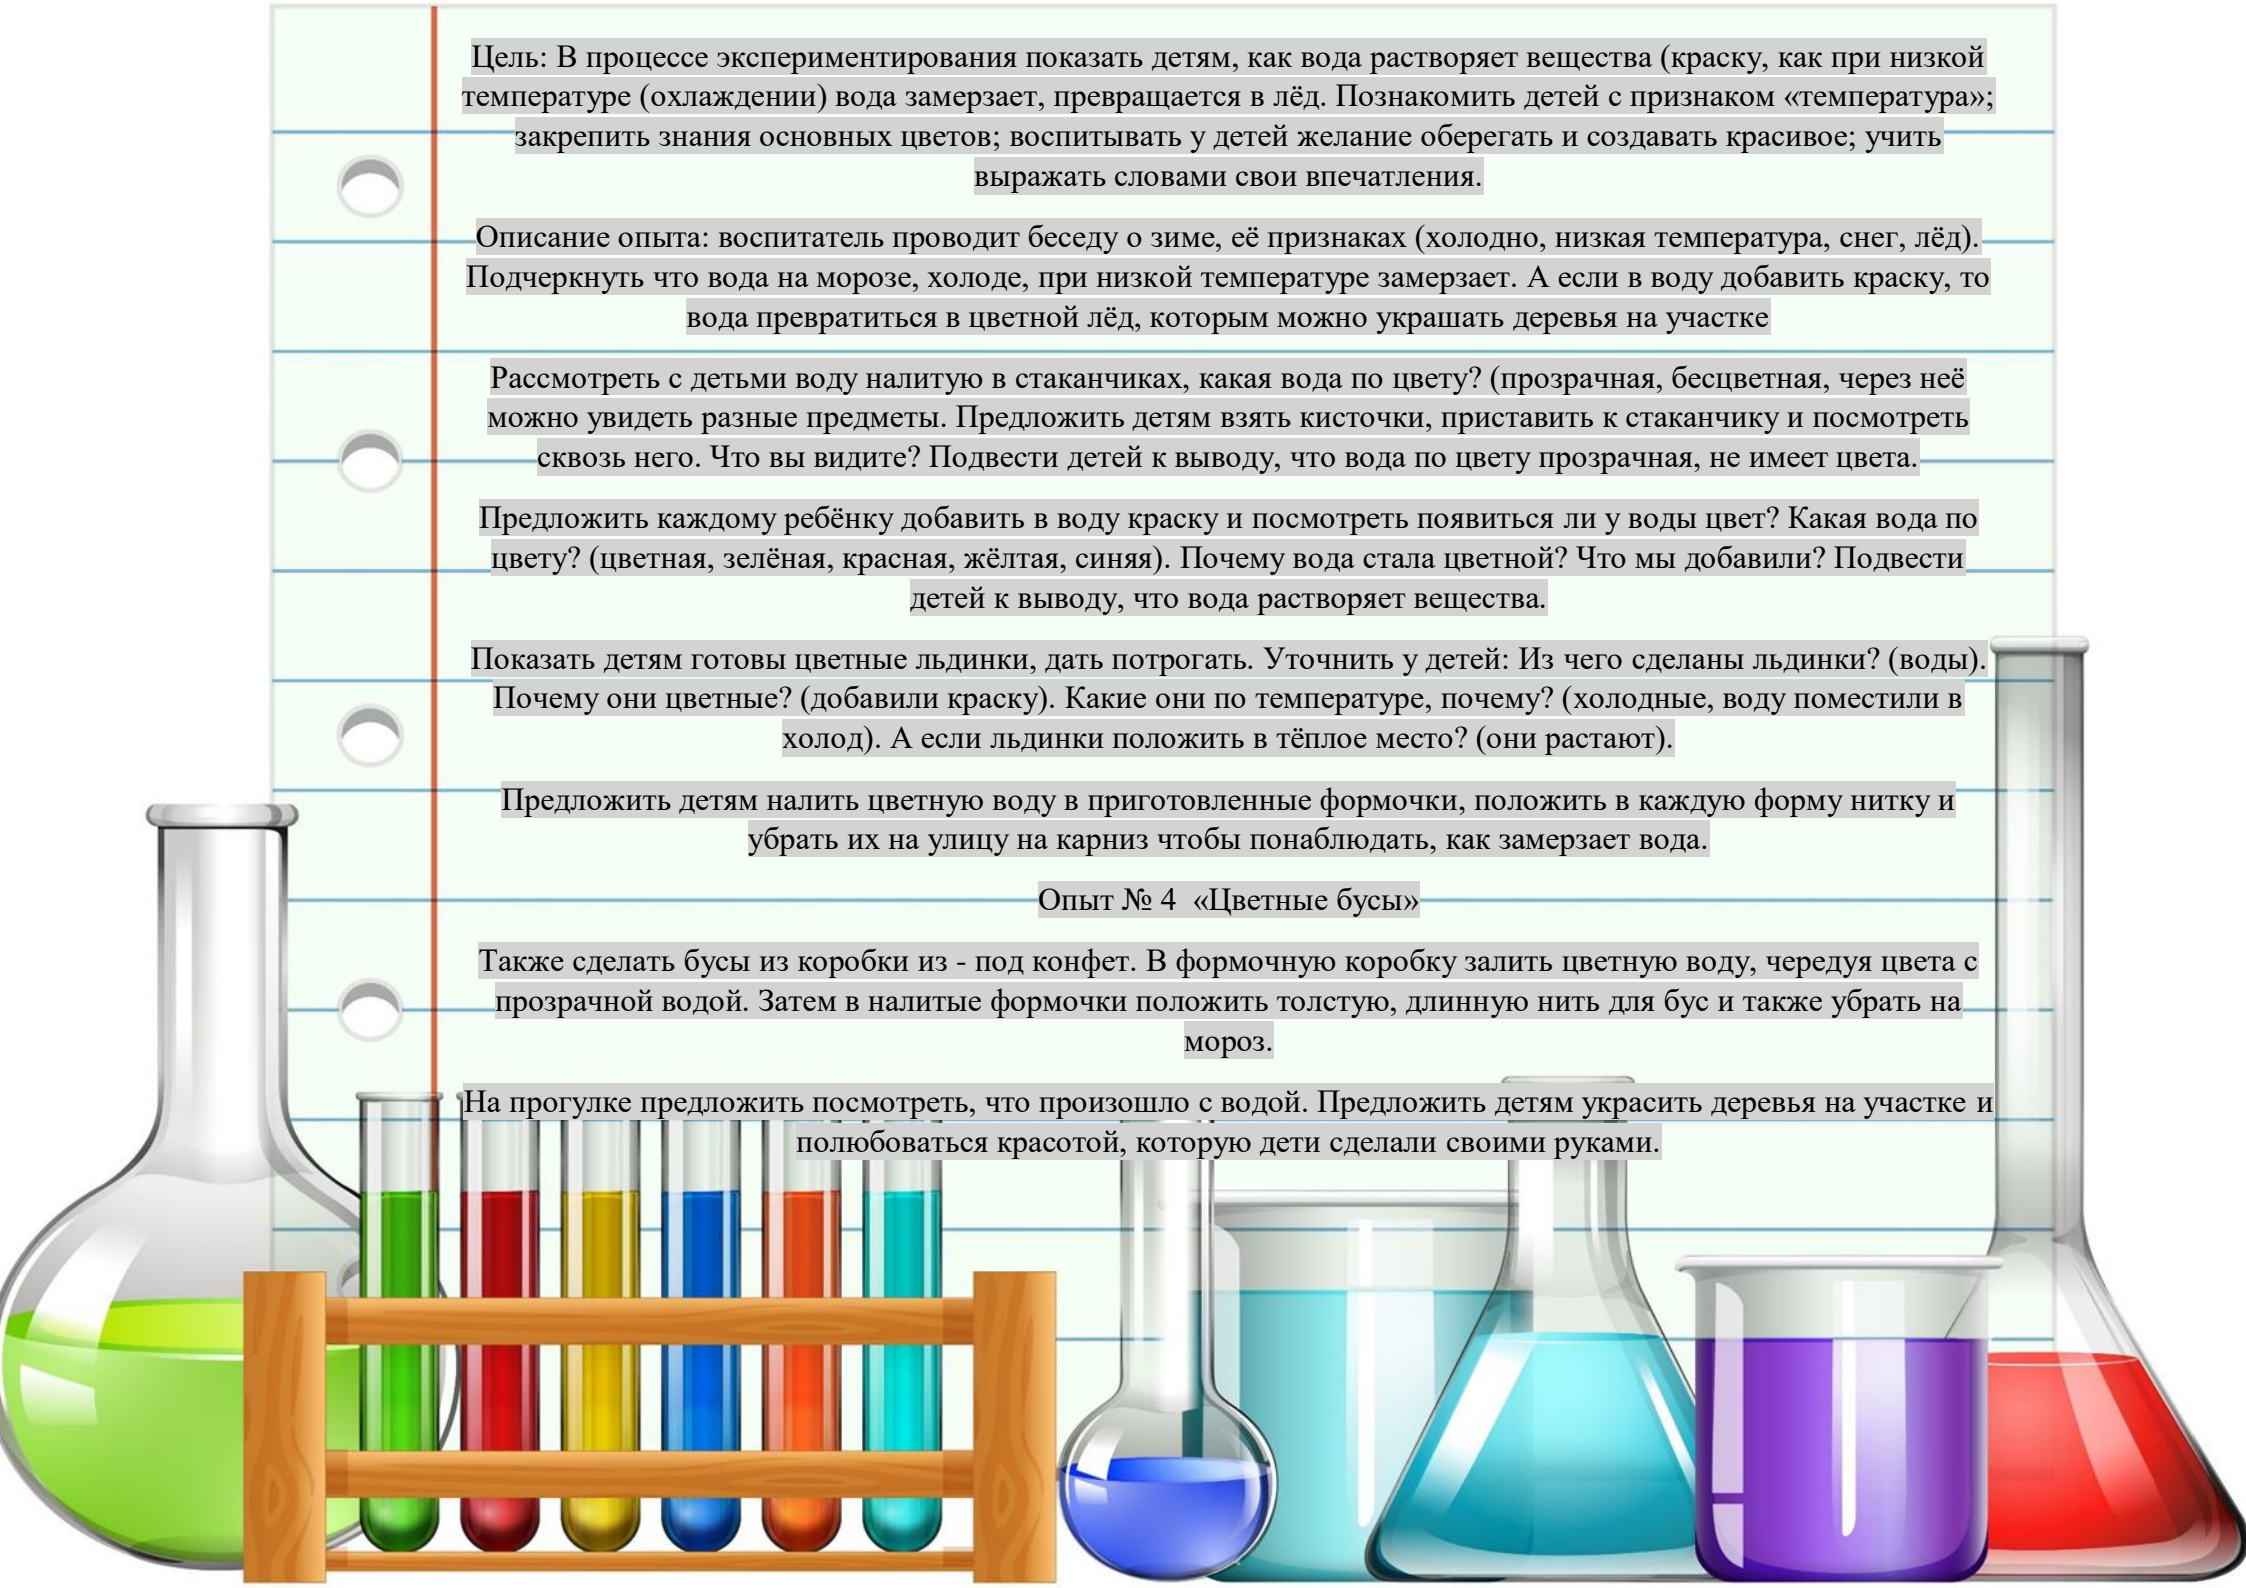 Цель: В процессе экспериментирования показать детям, как вода растворяет вещества (краску, как при низкой
температуре (охлаждении) вода замерзает, превращается в лёд. Познакомить детей с признаком «температура»;
закрепить знания основных цветов; воспитывать у детей желание оберегать и создавать красивое; учить
выражать словами свои впечатления.
Описание опыта: воспитатель проводит беседу о зиме, её признаках (холодно, низкая температура, снег, лёд).
Подчеркнуть что вода на морозе, холоде, при низкой температуре замерзает. А если в воду добавить краску, то
вода превратиться в цветной лёд, которым можно украшать деревья на участке
Рассмотреть с детьми воду налитую в стаканчиках, какая вода по цвету? (прозрачная, бесцветная, через неё
можно увидеть разные предметы. Предложить детям взять кисточки, приставить к стаканчику и посмотреть
сквозь него. Что вы видите? Подвести детей к выводу, что вода по цвету прозрачная, не имеет цвета.
Предложить каждому ребёнку добавить в воду краску и посмотреть появиться ли у воды цвет? Какая вода по
цвету? (цветная, зелёная, красная, жёлтая, синяя). Почему вода стала цветной? Что мы добавили? Подвести
детей к выводу, что вода растворяет вещества.
Показать детям готовы цветные льдинки, дать потрогать. Уточнить у детей: Из чего сделаны льдинки? (воды).
Почему они цветные? (добавили краску). Какие они по температуре, почему? (холодные, воду поместили в
холод). А если льдинки положить в тёплое место? (они растают).
Предложить детям налить цветную воду в приготовленные формочки, положить в каждую форму нитку и
убрать их на улицу на карниз чтобы понаблюдать, как замерзает вода.
Опыт № 4  «Цветные бусы»
Также сделать бусы из коробки из - под конфет. В формочную коробку залить цветную воду, чередуя цвета с
прозрачной водой. Затем в налитые формочки положить толстую, длинную нить для бус и также убрать на
мороз.
На прогулке предложить посмотреть, что произошло с водой. Предложить детям украсить деревья на участке и
полюбоваться красотой, которую дети сделали своими руками.